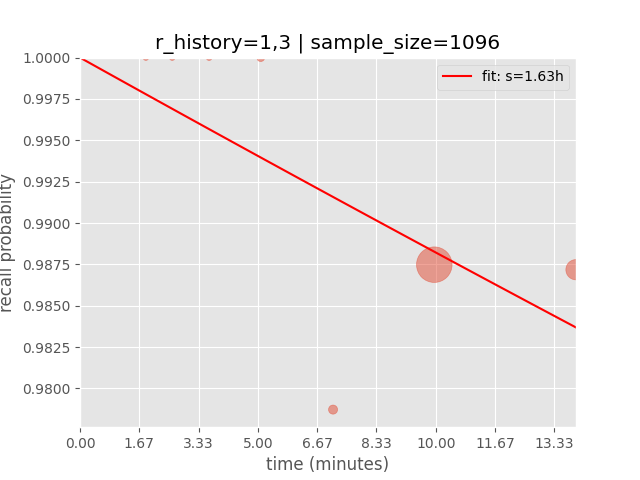 r_history=1,3 | sample_size=1096
fit: s=1.63h
1.0000
0.9975
0.9950
0.9925
0.9900
0.9875
0.9850
0.9825
0.9800
recall probability
0.00 1.67 3.33 5.00 6.67 8.33 10.00 11.67 13.33
time (minutes)